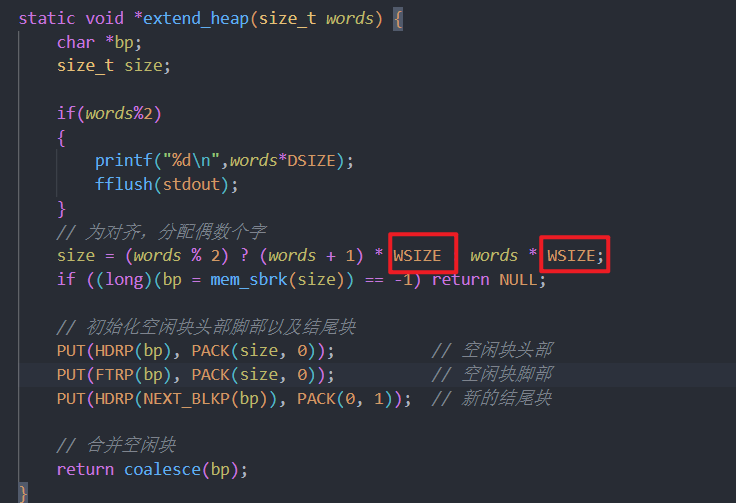 static void *extend_heap(size_t words) {
char *bp;
size_t size;
if(words%2)
{
printf("%d\n",words*DSIZE);
fflush(stdout);
}
// 为对齐，分配偶数个字
size = (words % 2) ? (words + 1) * WSIZE words * WSIZE;
if ((long)(bp = mem_sbrk(size)) == -1) return NULL;
// 初始化空闲块头部脚部以及结尾块
PUT(HDRP(bp), PACK(size, 0)); // 空闲块头部
PUT(FTRP(bp), PACK(size, 0)); // 空闲块脚部
PUT(HDRP(NEXT_BLKP(bp)), PACK(0, 1)); // 新的结尾块
// 合并空闲块
return coalesce(bp);
}